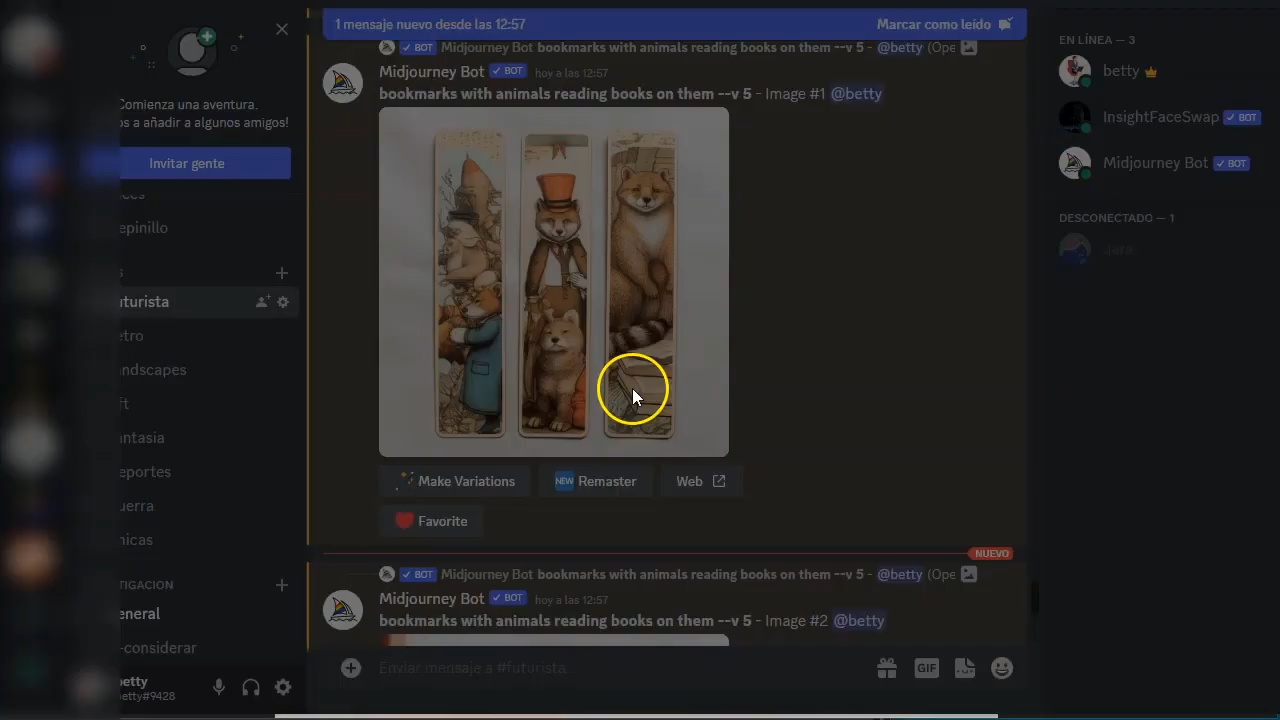 1 mensaje nuevo desde las 12:57
Marcar como leído
BOT Midjourney Bot bookmarks with animals reading books on them --v 5 - @betty (Ope
Midjourney Bot BOT hoy a las 12:57
bookmarks with animals reading books on them --v 5 - Image #1 @betty
Make Variations
NEW Remaster
Web
Favorite
NUEVO
BOT Midjourney Bot bookmarks with animals reading books on them --v 5 - @betty (Ope
Midjourney Bot BOT hoy a las 12:57
bookmarks with animals reading books on them --v 5 - Image #2 @betty
Enviar mensaje a #futurista
GIF
Comienza una aventura.
os a añadir a algunos amigos!
Invitar gente
epinillo
uturista
etro
andscapes
ft
antasia
eportes
uerra
nicas
TIGACION
eneral
-considerar
betty
betty#9428
EN LÍNEA — 3
betty
InsightFaceSwap BOT
Midjourney Bot BOT
DESCONECTADO — 1
Jara